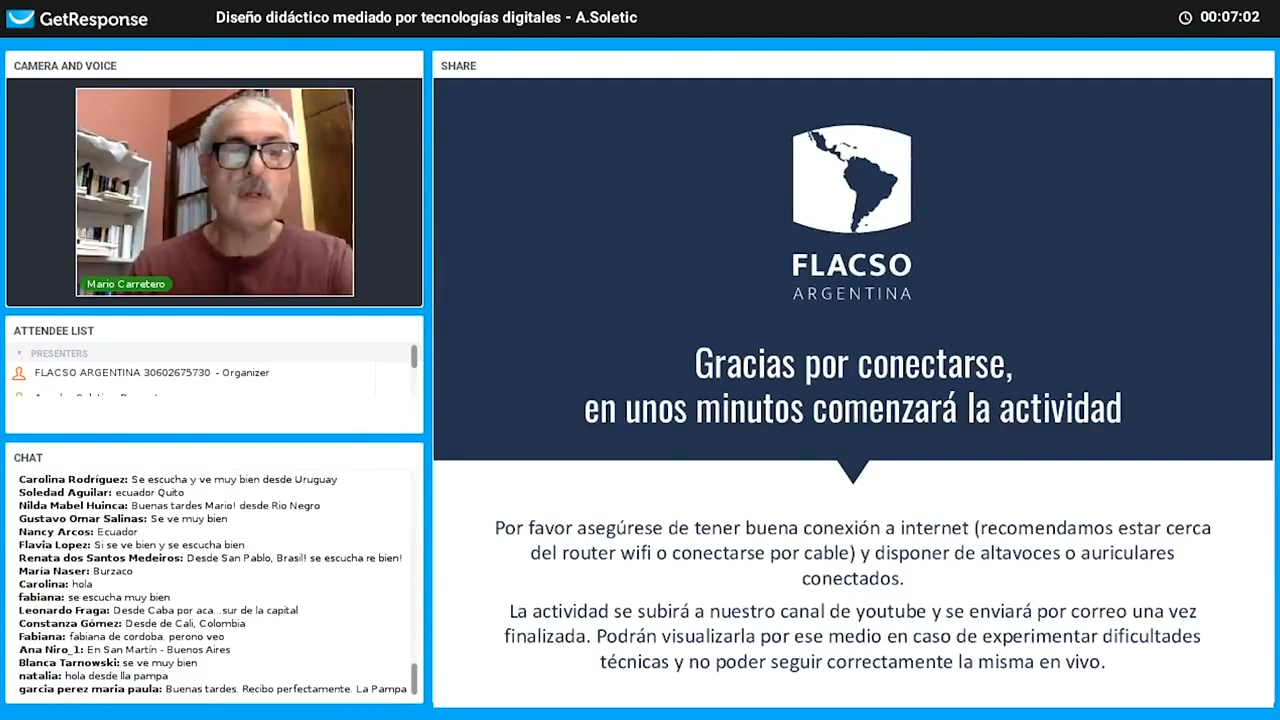 GetResponse
Diseño didáctico mediado por tecnologías digitales - A.Soletic
00:07:02
CAMERA AND VOICE
Mario Carretero
ATTENDEE LIST
PRESENTERS
FLACSO ARGENTINA 30602675730 - Organizer
CHAT
Carolina Rodríguez: Se escucha y ve muy bien desde Uruguay
Soledad Aguilar: ecuador Quito
Nilda Mabel Huinca: Buenas tardes Mario! desde Rio Negro
Gustavo Omar Salinas: Se ve muy bien
Nancy Arcos: Ecuador
Flavia Lopez: Si se ve bien y se escucha bien
Renata dos Santos Medeiros: Desde San Pablo, Brasil! se escucha re bien!
María Naser: Burzaco
Carolina: hola
fabiana: se escucha muy bien
Leonardo Fraga: Desde Caba por aca...sur de la capital
Constanza Gómez: Desde de Cali, Colombia
Fabiana: fabiana de cordoba. perono veo
Ana Niro_1: En San Martín - Buenos Aires
Blanca Tarnowski: se ve muy bien
natalia: hola desde lla pampa
garcia perez maria paula: Buenas tardes. Recibo perfectamente. La Pampa
SHARE
FLACSO
ARGENTINA
Gracias por conectarse,
en unos minutos comenzará la actividad
Por favor asegúrese de tener buena conexión a internet (recomendamos estar cerca
del router wifi o conectarse por cable) y disponer de altavoces o auriculares
conectados.
La actividad se subirá a nuestro canal de youtube y se enviará por correo una vez
finalizada. Podrán visualizarla por ese medio en caso de experimentar dificultades
técnicas y no poder seguir correctamente la misma en vivo.